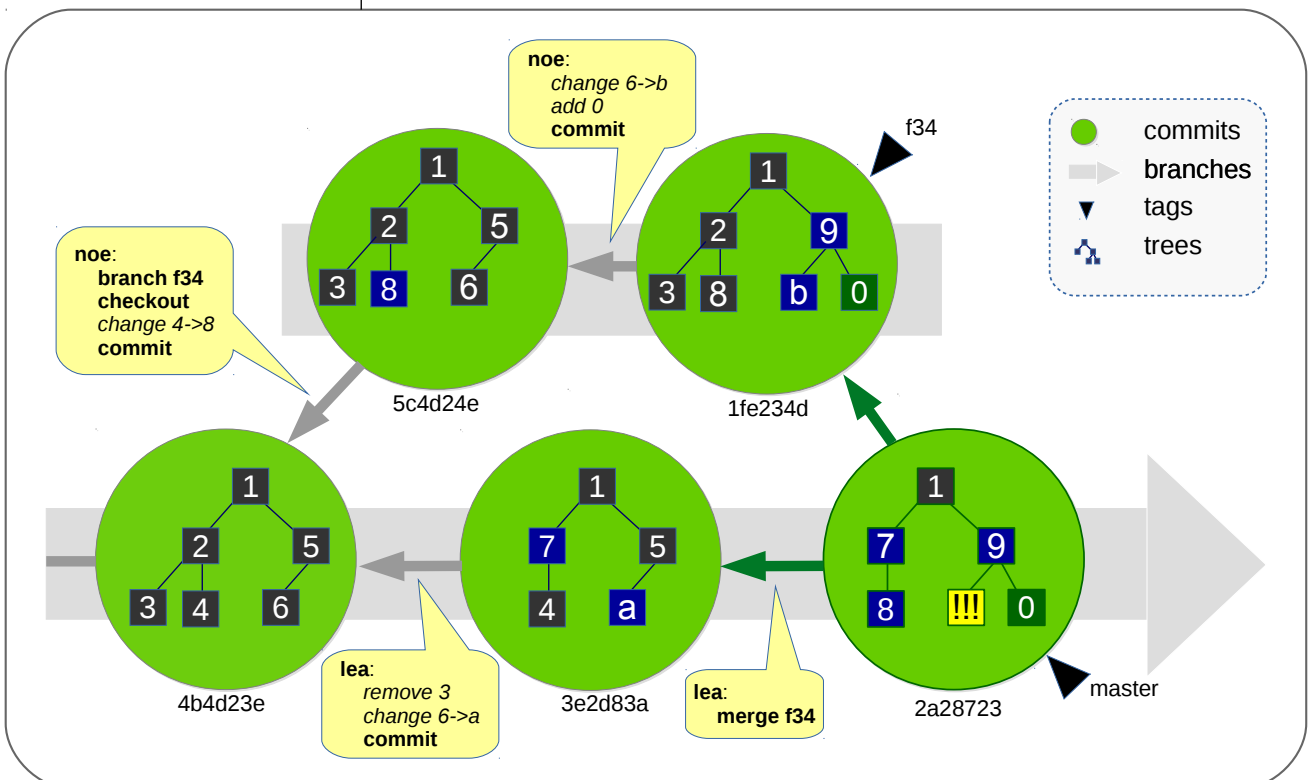 noe:
change 6->b
add 0
commit
f34
commits
branches
tags
trees
1
2 5
3 8 6
5c4d24e
1
2 9
3 8 b 0
1fe234d
noe:
branch f34
checkout
change 4->8
commit
1
2 5
3 4 6
4b4d23e
1
7 5
4 a
3e2d83a
1
7 9
8 !!! 0
2a28723
master
lea:
remove 3
change 6->a
commit
lea:
merge f34